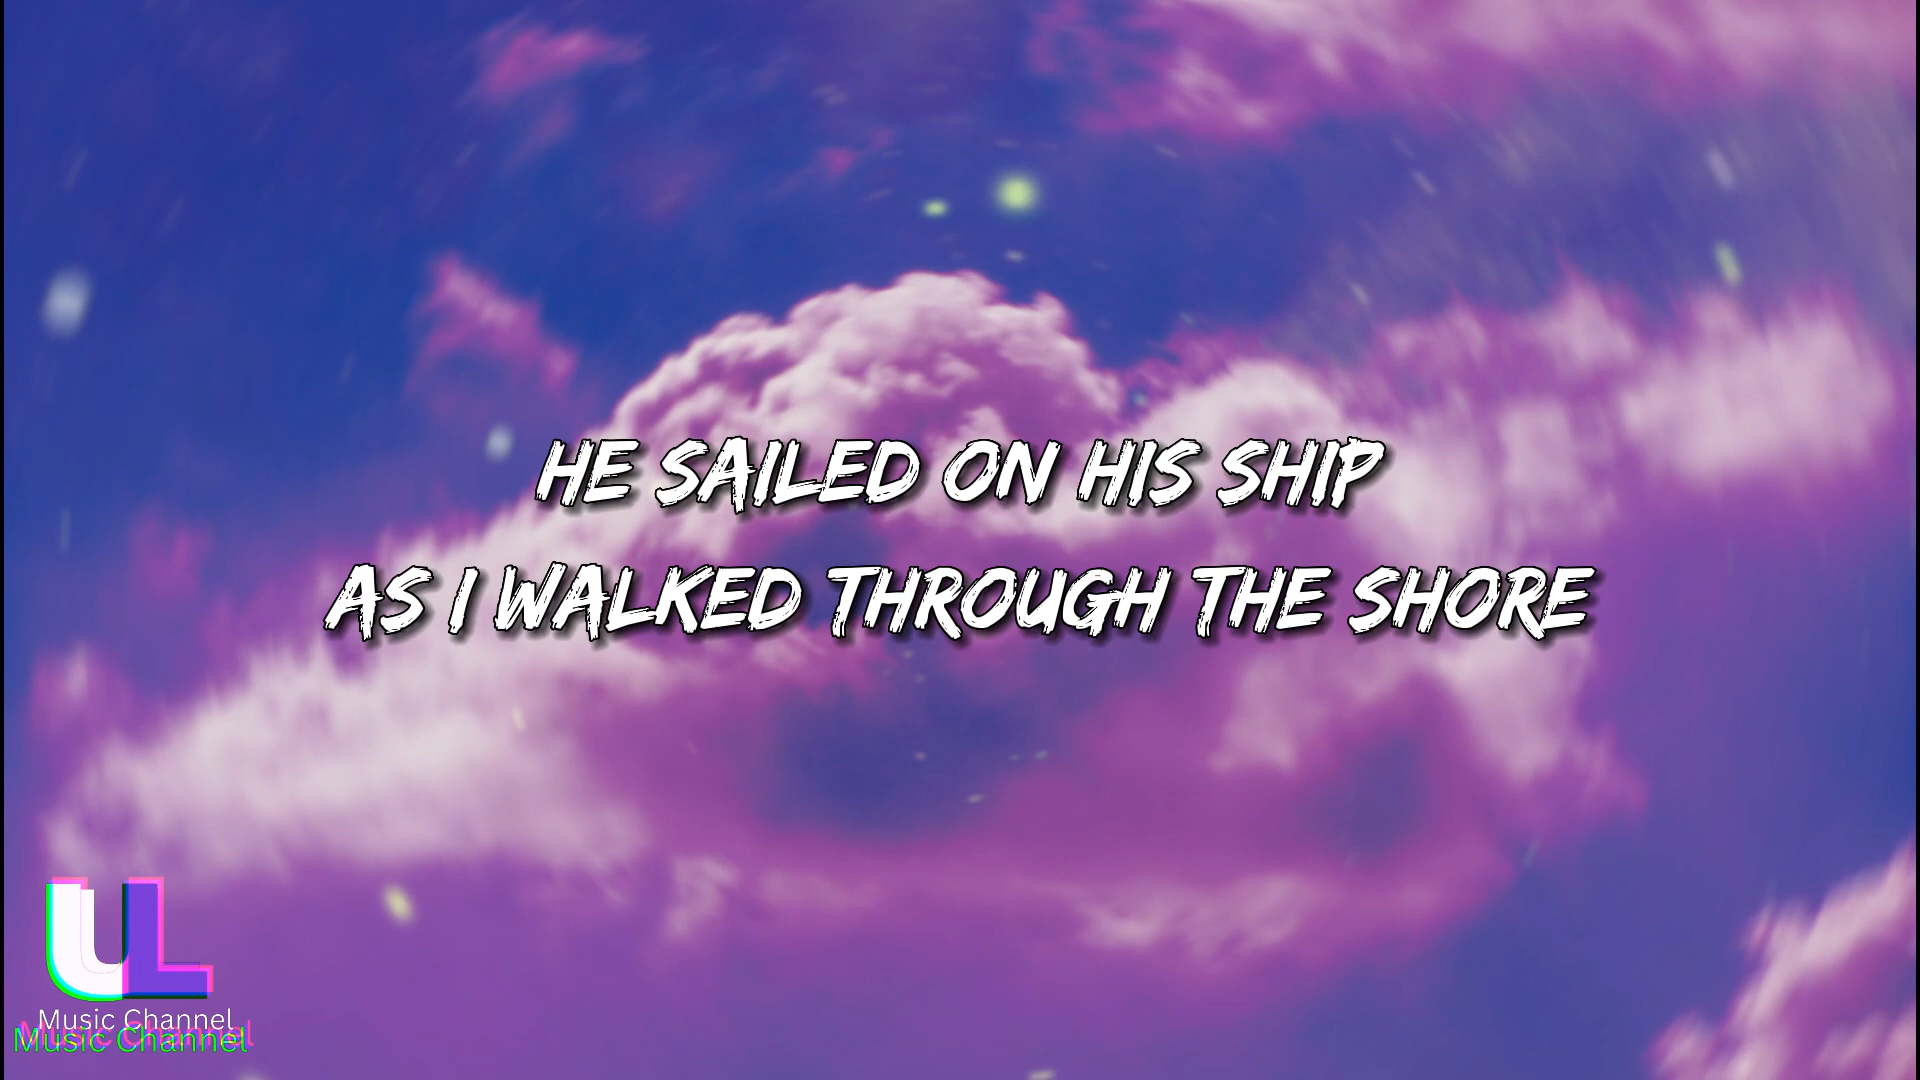 HE SAILED ON HIS SHIP
AS I WALKED THROUGH THE SHORE
UL
Music Channel
Music Channel